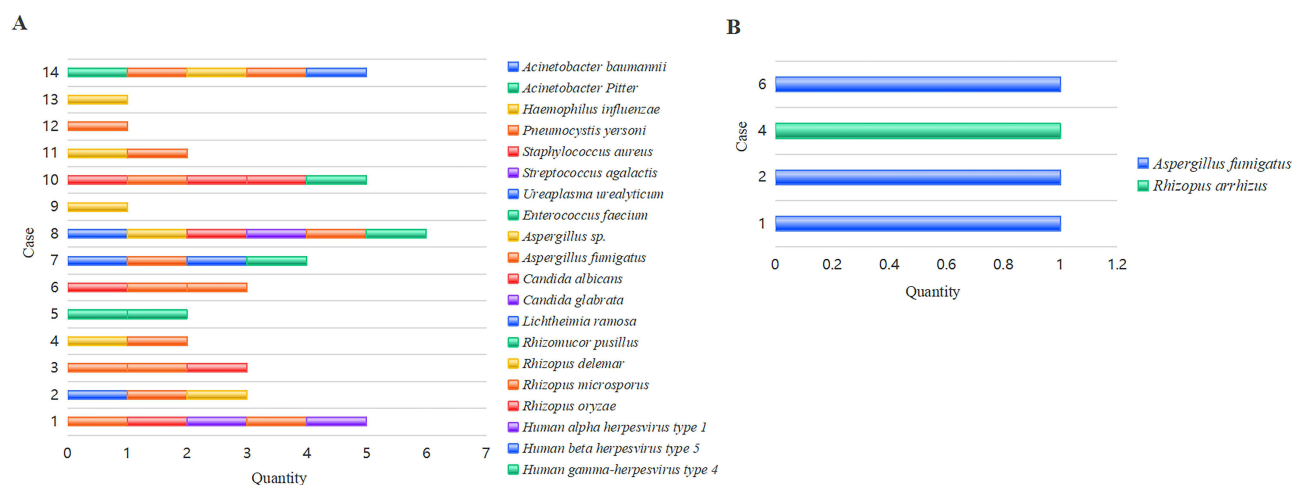 A
14
13
12
11
10
9
8
7
6
5
4
3
2
1
Case
0 1 2 3 4 5 6 7
Quantity
Acinetobacter baumannii
Acinetobacter Pitter
Haemophilus influenzae
Pneumocystis yersoni
Staphylococcus aureus
Streptococcus agalactis
Ureaplasma urealyticum
Enterococcus faecium
Aspergillus sp.
Aspergillus fumigatus
Candida albicans
Candida glabrata
Lichtheimia ramosa
Rhizomucor pusillus
Rhizopus delemar
Rhizopus microsporus
Rhizopus oryzae
Human alpha herpesvirus type 1
Human beta herpesvirus type 5
Human gamma-herpesvirus type 4
B
6
4
2
1
Case
0 0.2 0.4 0.6 0.8 1 1.2
Quantity
Aspergillus fumigatus
Rhizopus arrhizus